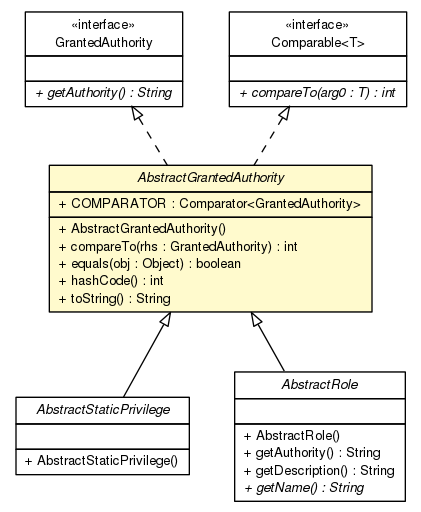 «interface»
GrantedAuthority
+ getAuthority() : String
«interface»
Comparable<T>
+ compareTo(arg0 : T) : int
AbstractGrantedAuthority
+ COMPARATOR : Comparator<GrantedAuthority>
+ AbstractGrantedAuthority()
+ compareTo(rhs : GrantedAuthority) : int
+ equals(obj : Object) : boolean
+ hashCode() : int
+ toString() : String
AbstractStaticPrivilege
+ AbstractStaticPrivilege()
AbstractRole
+ AbstractRole()
+ getAuthority() : String
+ getDescription() : String
+ getName() : String